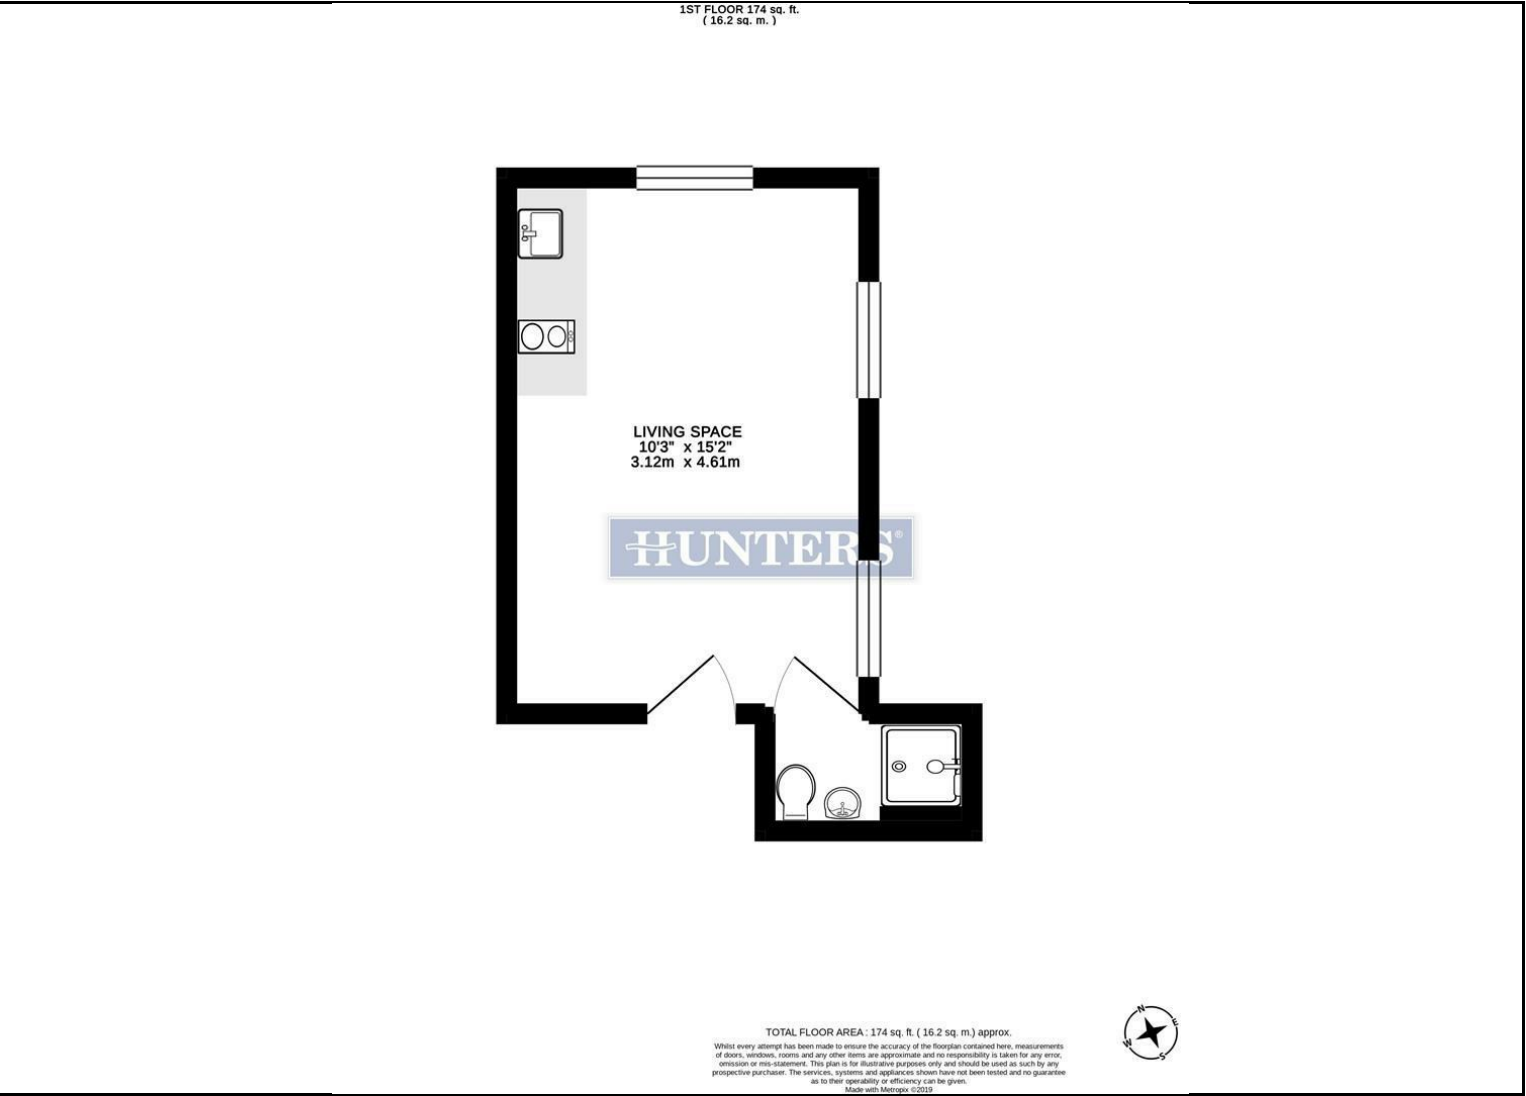 1ST FLOOR 174 sq. ft.
( 16.2 sq. m. )
LIVING SPACE
10'3" x 15'2"
3.12m x 4.61m
HUNTERS®
N
E
W
S
TOTAL FLOOR AREA : 174 sq. ft. ( 16.2 sq. m.) approx.
Whilst every attempt has been made to ensure the accuracy of the floorplan contained here, measurements
of doors, windows, rooms and any other items are approximate and no responsibility is taken for any error,
omission or mis-statement. This plan is for illustrative purposes only and should be used as such by any
prospective purchaser. The services, systems and appliances shown have not been tested and no guarantee
as to their operability or efficiency can be given.
Made with Metropix ©2019